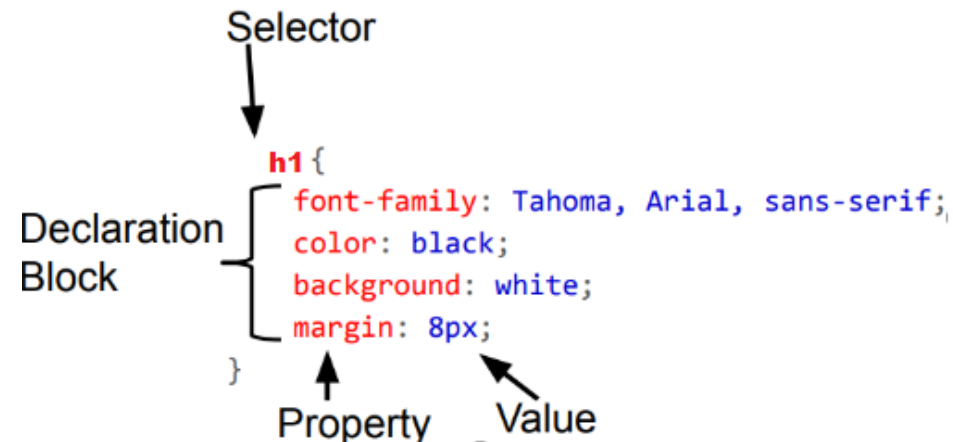 Selector
h1 {
font-family: Tahoma, Arial, sans-serif;
Declaration
Block
color: black;
background: white;
margin: 8px;
}
Property
Value